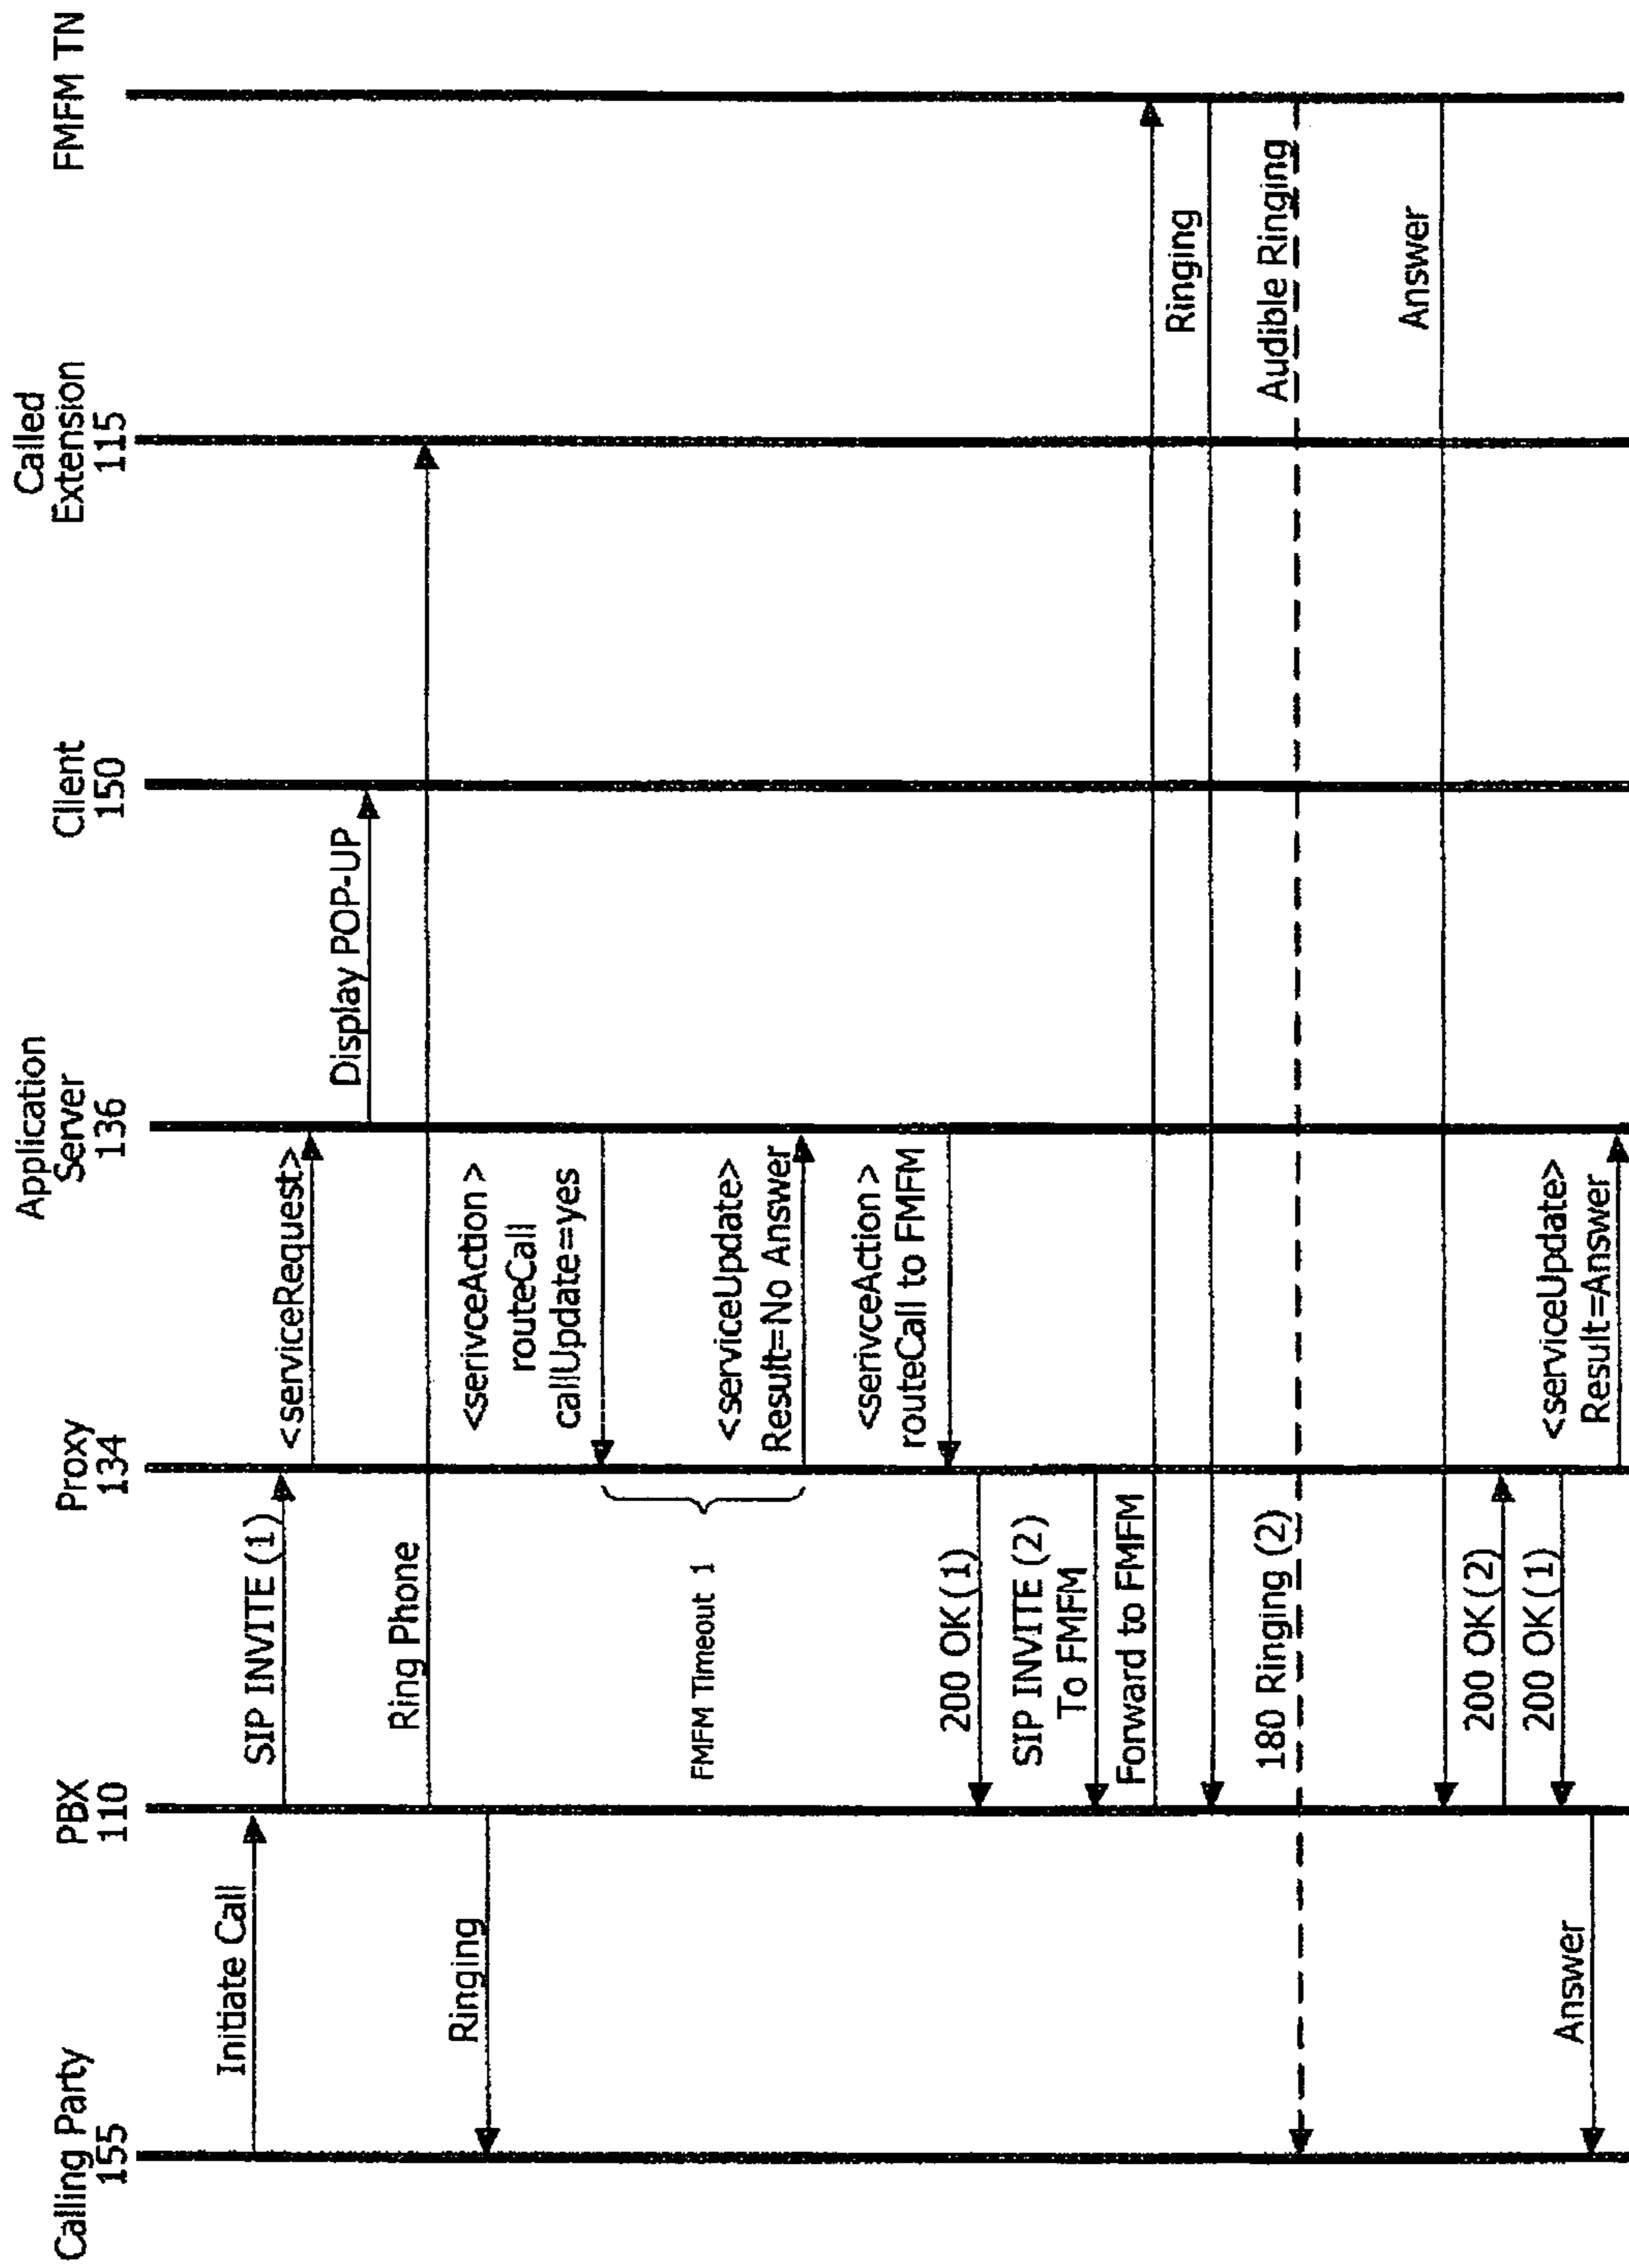 Calling Party
155
PBX
110
Proxy
134
Application
Server
136
Client
150
Called
Extension
115
FMFM TN
Initiate Call
SIP INVITE (1)
<serviceRequest>
Display POP-UP
Ring Phone
Ringing
<serivceAction>
routeCall
callUpdate=yes
FMFM Timeout 1
<serviceUpdate>
Result=No Answer
<serivceAction>
routeCall to FMFM
200 OK(1)
SIP INVITE (2)
To FMFM
Forward to FMFM
Ringing
180 Ringing (2)
Audible Ringing
Answer
200 OK(2)
200 OK(1)
Answer
<serviceUpdate>
Result=Answer